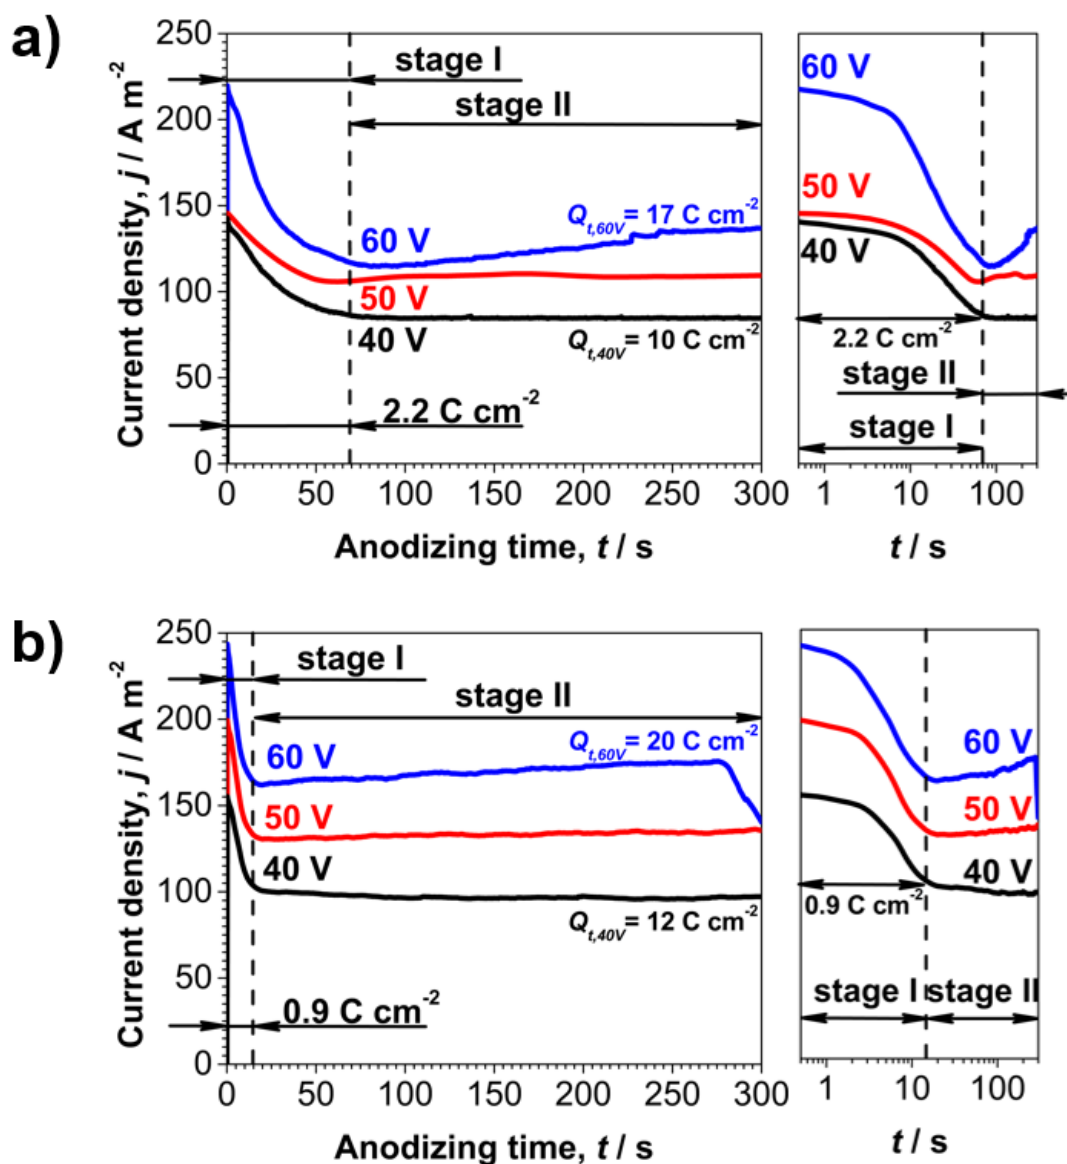 a)
Current density, j / A m-2
250
200
150
100
50
0
stage I
stage II
60 V
50 V
40 V
Qt,60V= 17 C cm-2
Qt,40V= 10 C cm-2
2.2 C cm-2
0 50 100 150 200 250 300
Anodizing time, t / s
60 V
50 V
40 V
2.2 C cm-2
stage II
stage I
1 10 100
t / s
b)
Current density, j / A m-2
250
200
150
100
50
0
stage I
stage II
60 V
50 V
40 V
Qt,60V= 20 C cm-2
Qt,40V= 12 C cm-2
0.9 C cm-2
0 50 100 150 200 250 300
Anodizing time, t / s
60 V
50 V
40 V
0.9 C cm-2
stage I stage II
1 10 100
t / s